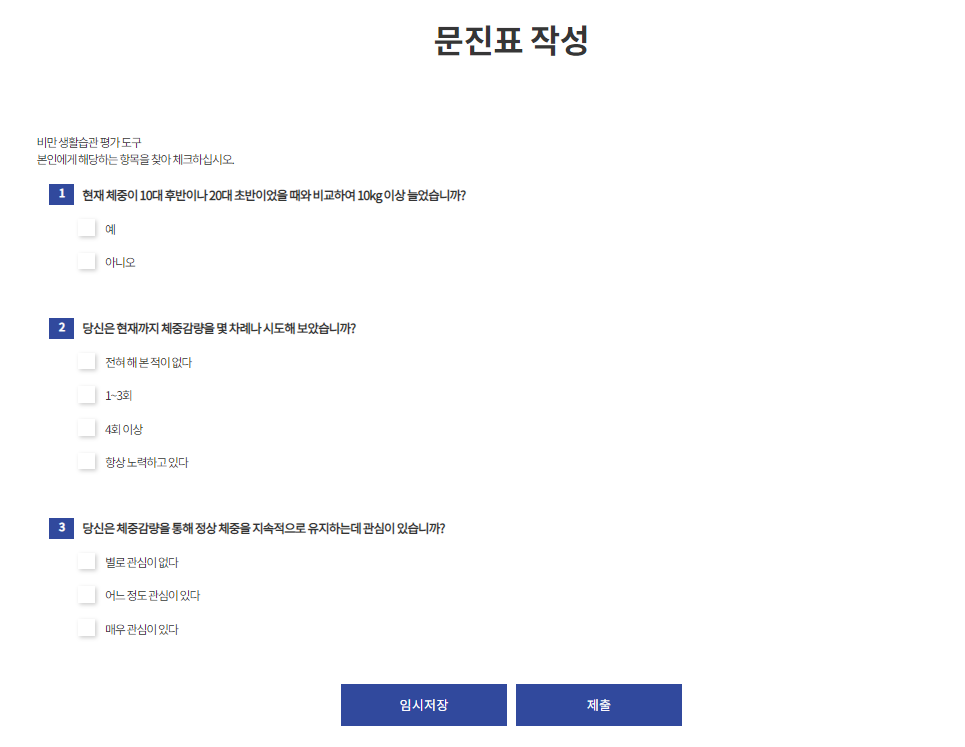 문진표 작성
비만 생활습관 평가 도구
본인에게 해당하는 항목을 찾아 체크하십시오.
1 현재 체중이 10대 후반이나 20대 초반이었을 때와 비교하여 10kg 이상 늘었습니까?
예
아니오
2 당신은 현재까지 체중감량을 몇 차례나 시도해 보았습니까?
전혀 해 본 적이 없다
1~3회
4회 이상
항상 노력하고 있다
3 당신은 체중감량을 통해 정상 체중을 지속적으로 유지하는데 관심이 있습니까?
별로 관심이 없다
어느 정도 관심이 있다
매우 관심이 있다
임시저장 제출